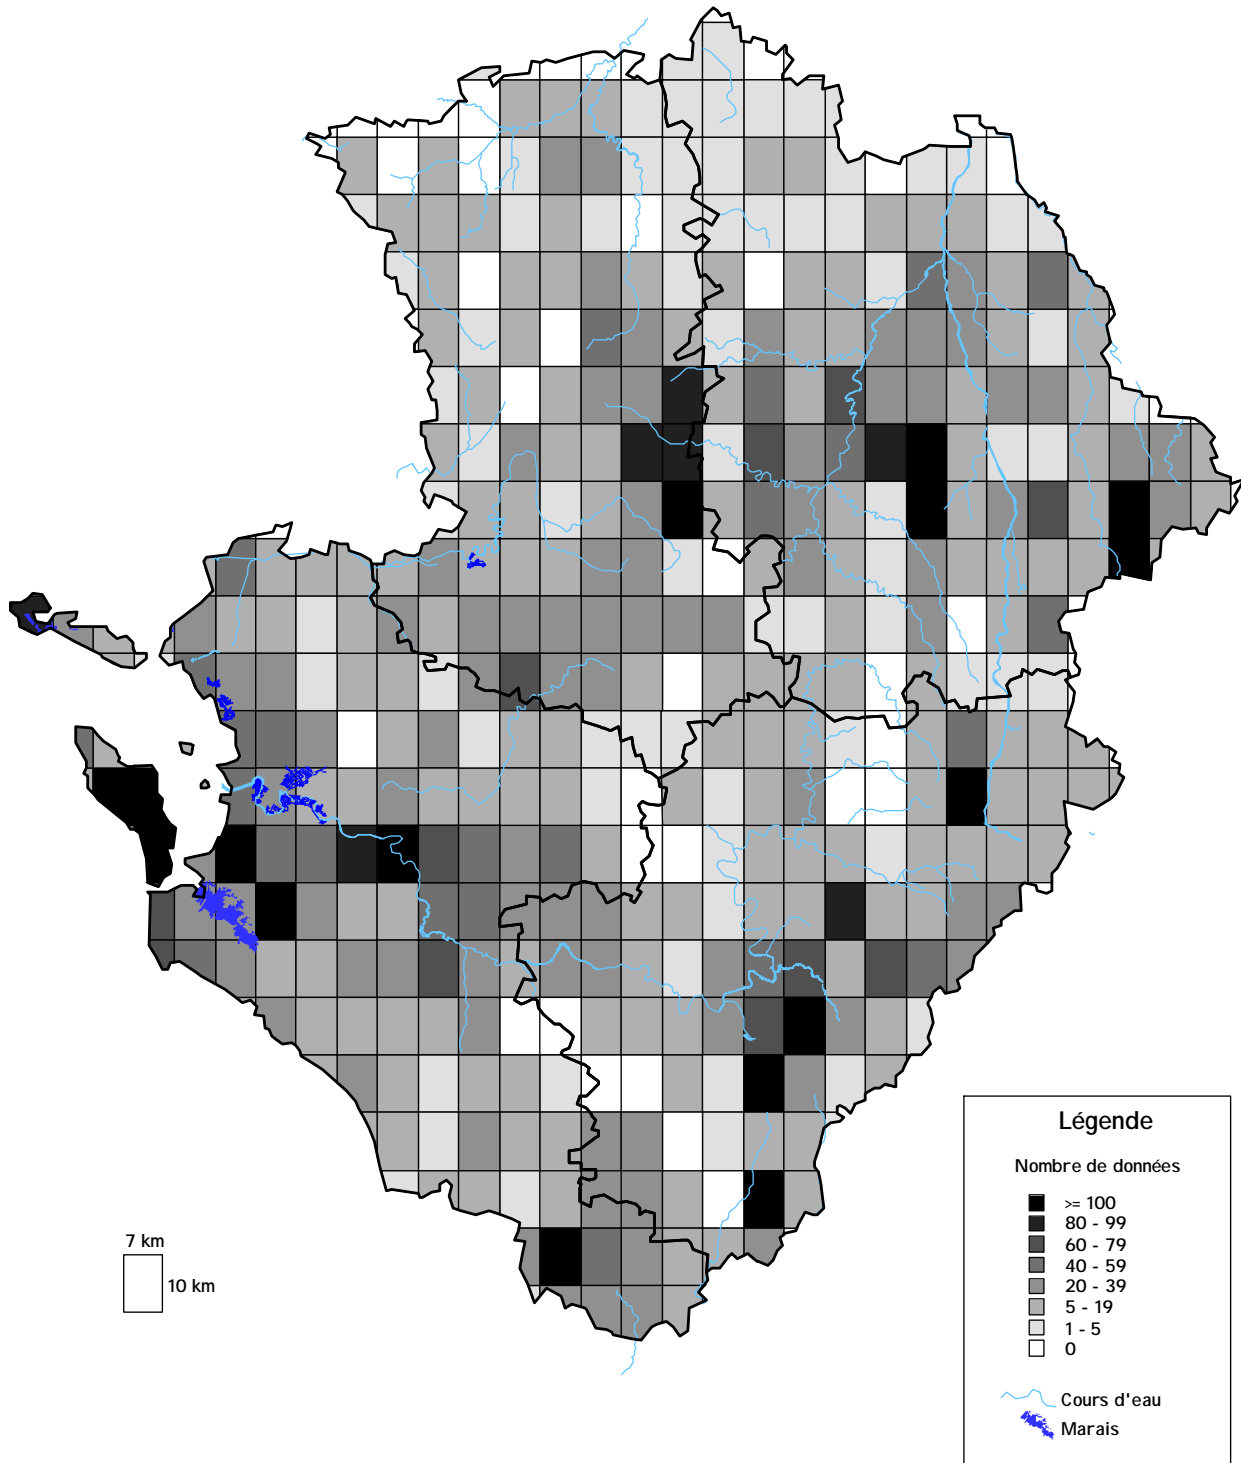 Légende
Nombre de données
>= 100
80 - 99
60 - 79
40 - 59
20 - 39
5 - 19
1 - 5
0
7 km
10 km
Cours d'eau
Marais